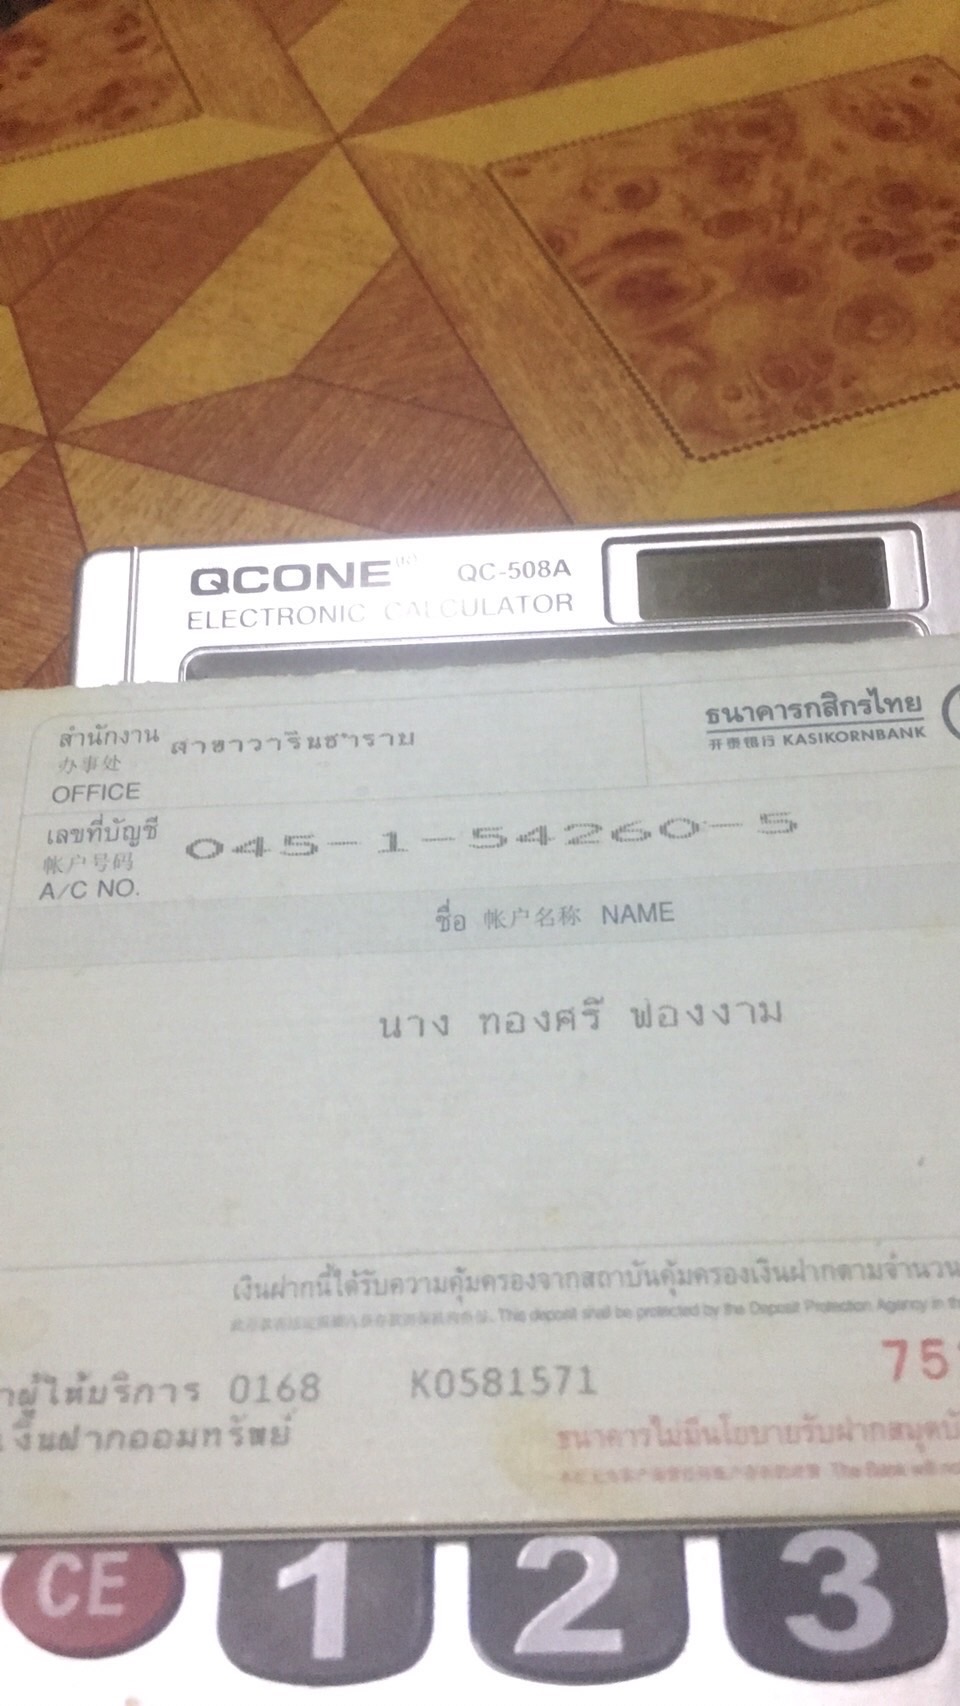 QCONE QC-508A
ELECTRONIC CALCULATOR
ธนาคารกสิกรไทย
开泰银行 KASIKORNBANK
สำนักงาน สาขาวารินชำราบ
办事处
OFFICE
เลขที่บัญชี 045-1-54260-5
帐户号码
A/C NO.
ชื่อ 帐户名称 NAME
นาง ทองศรี ฟองงาม
เงินฝากนี้ได้รับความคุ้มครองจากสถาบันคุ้มครองเงินฝากตามจำนวน
This deposit shall be protected by the Deposit Protection Agency in the
75
ผู้ให้บริการ 0168 K0581571
เงินฝากออมทรัพย์
ธนาคารไม่มีนโยบายรับฝากสมุดบั
The Bank will no
CE 1 2 3